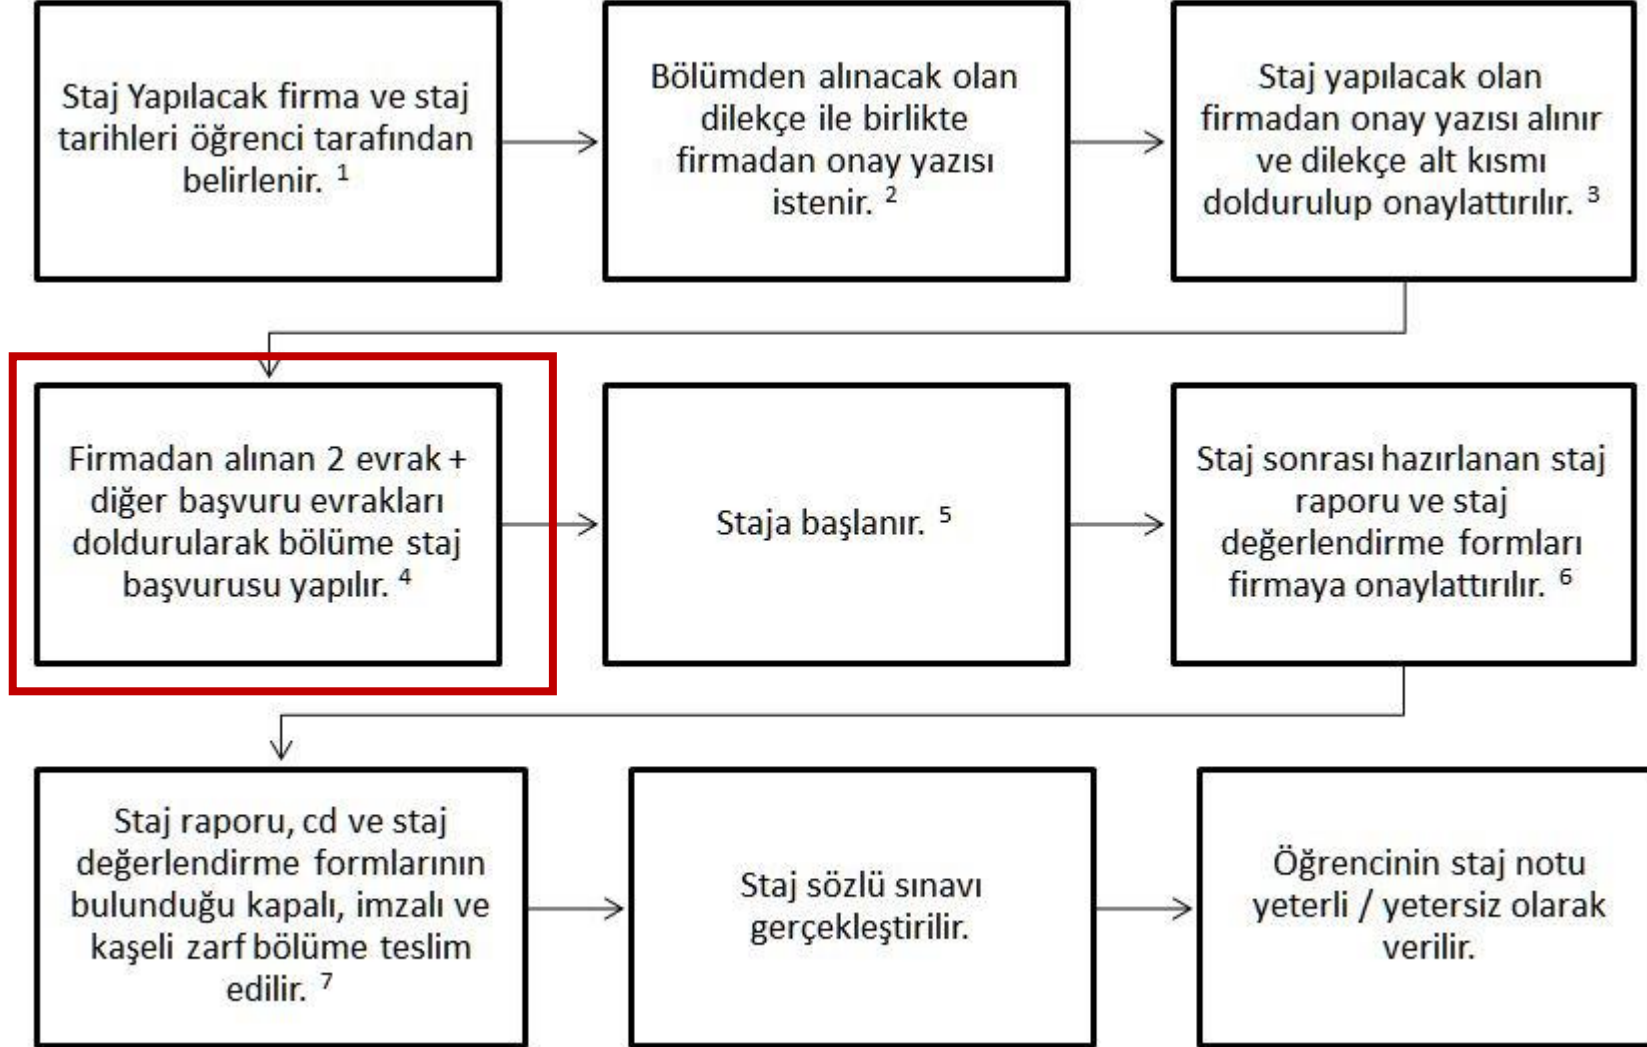 Staj Yapılacak firma ve staj
tarihleri öğrenci tarafından
belirlenir. 1
Bölümden alınacak olan
dilekçe ile birlikte
firmadan onay yazısı
istenir. 2
Staj yapılacak olan
firmadan onay yazısı alınır
ve dilekçe alt kısmı
doldurulup onaylattırılır. 3
Firmadan alınan 2 evrak +
diğer başvuru evrakları
doldurularak bölüme staj
başvurusu yapılır. 4
Staja başlanır. 5
Staj sonrası hazırlanan staj
raporu ve staj
değerlendirme formları
firmaya onaylattırılır. 6
Staj raporu, cd ve staj
değerlendirme formlarının
bulunduğu kapalı, imzalı ve
kaşeli zarf bölüme teslim
edilir. 7
Staj sözlü sınavı
gerçekleştirilir.
Öğrencinin staj notu
yeterli / yetersiz olarak
verilir.